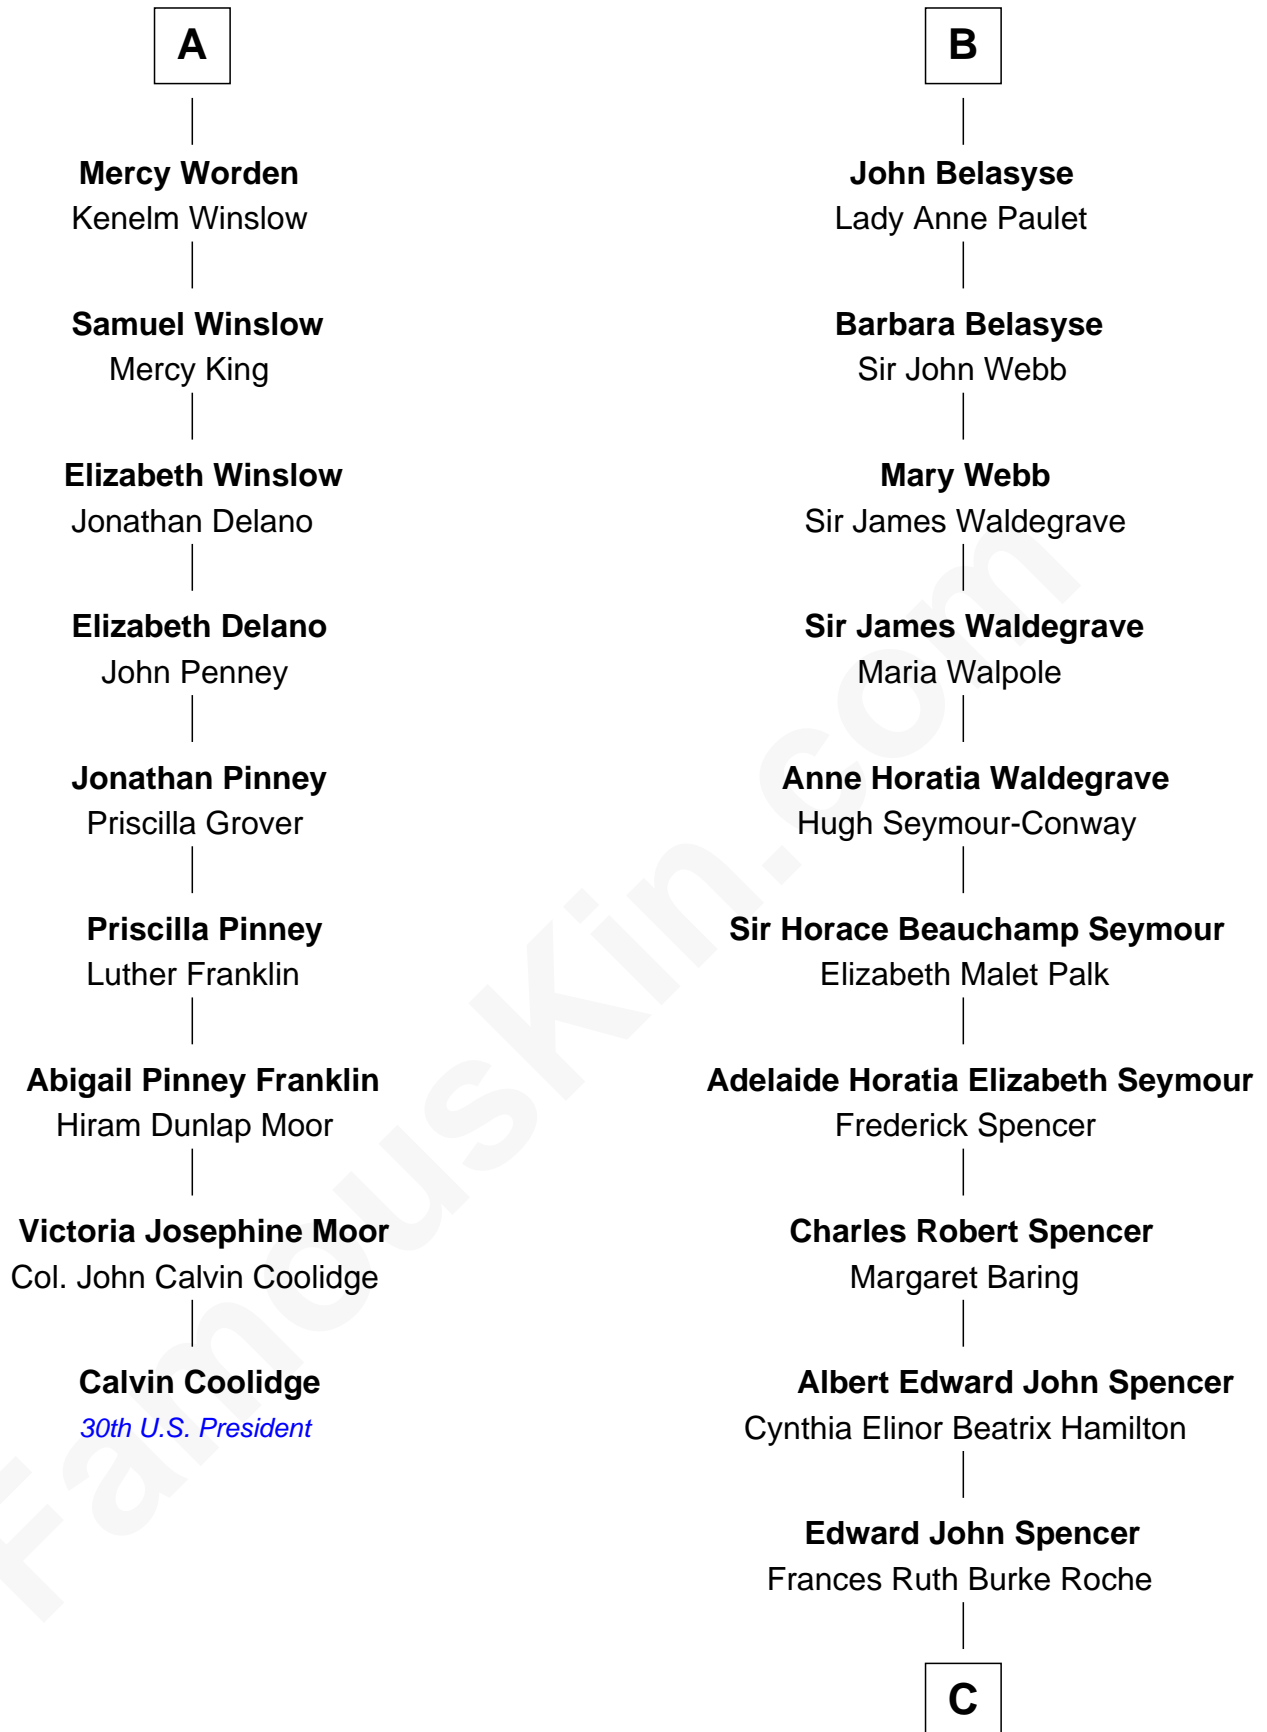 A
Mercy Worden
Kenelm Winslow
Samuel Winslow
Mercy King
Elizabeth Winslow
Jonathan Delano
Elizabeth Delano
John Penney
Jonathan Pinney
Priscilla Grover
Priscilla Pinney
Luther Franklin
Abigail Pinney Franklin
Hiram Dunlap Moor
Victoria Josephine Moor
Col. John Calvin Coolidge
Calvin Coolidge
30th U.S. President
B
John Belasyse
Lady Anne Paulet
Barbara Belasyse
Sir John Webb
Mary Webb
Sir James Waldegrave
Sir James Waldegrave
Maria Walpole
Anne Horatia Waldegrave
Hugh Seymour-Conway
Sir Horace Beauchamp Seymour
Elizabeth Malet Palk
Adelaide Horatia Elizabeth Seymour
Frederick Spencer
Charles Robert Spencer
Margaret Baring
Albert Edward John Spencer
Cynthia Elinor Beatrix Hamilton
Edward John Spencer
Frances Ruth Burke Roche
C
FamousKin.com